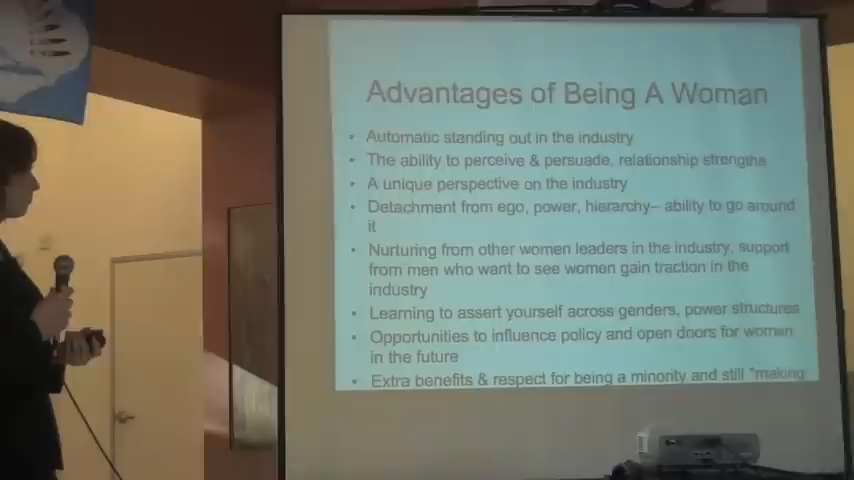 Advantages of Being A Woman
• Automatic standing out in the industry
• The ability to perceive & persuade, relationship strengths
• A unique perspective on the industry
• Detachment from ego, power, hierarchy– ability to go around
it
• Nurturing from other women leaders in the industry, support
from men who want to see women gain traction in the
industry
• Learning to assert yourself across genders, power structures
• Opportunities to influence policy and open doors for women
in the future
• Extra benefits & respect for being a minority and still "making